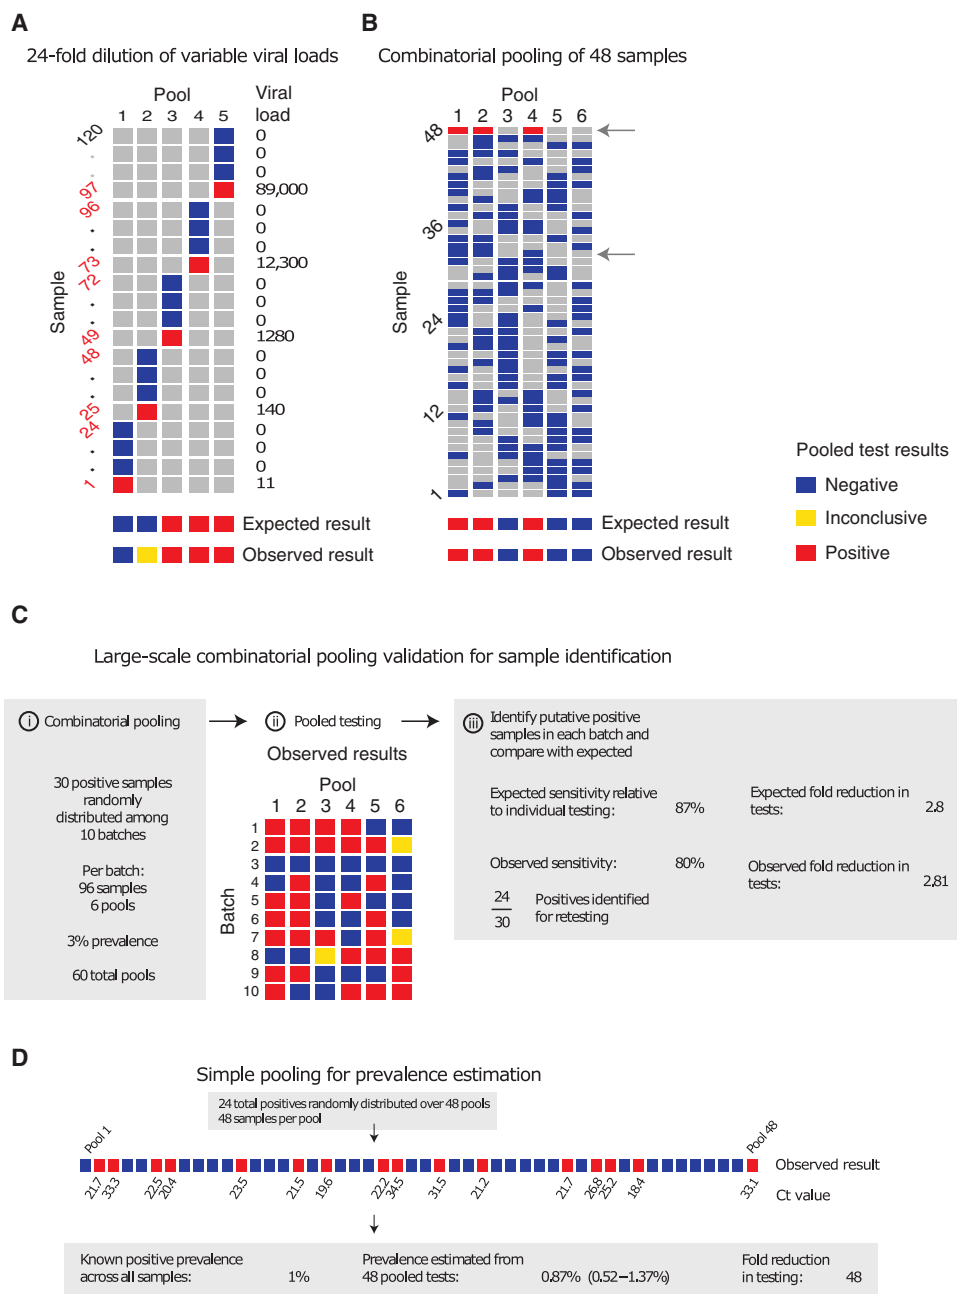 A
24-fold dilution of variable viral loads
Pool
Viral load
1 2 3 4 5
Sample
120
97
96
73
72
49
48
25
24
1
0
0
0
89,000
0
0
0
12,300
0
0
0
1280
0
0
0
140
0
0
0
11
Expected result
Observed result
B
Combinatorial pooling of 48 samples
Pool
1 2 3 4 5 6
Sample
48
36
24
12
1
Expected result
Observed result
Pooled test results
Negative
Inconclusive
Positive
C
Large-scale combinatorial pooling validation for sample identification
i Combinatorial pooling
30 positive samples
randomly
distributed among
10 batches
Per batch:
96 samples
6 pools
3% prevalence
60 total pools
ii Pooled testing
Observed results
Pool
1 2 3 4 5 6
Batch
1
2
3
4
5
6
7
8
9
10
iii Identify putative positive
samples in each batch and
compare with expected
Expected sensitivity relative
to individual testing: 87%
Expected fold reduction in
tests: 2.8
Observed sensitivity: 80%
Observed fold reduction in
tests: 2.81
24
30
Positives identified
for retesting
D
Simple pooling for prevalence estimation
24 total positives randomly distributed over 48 pools
48 samples per pool
Pool 1
Pool 48
Observed result
21.7 33.3 22.5 20.4 23.5 21.5 19.6 22.2 34.5 31.5 21.2 21.7 26.8 25.2 18.4 33.1
Ct value
Known positive prevalence
across all samples: 1%
Prevalence estimated from
48 pooled tests: 0.87% (0.52–1.37%)
Fold reduction
in testing: 48